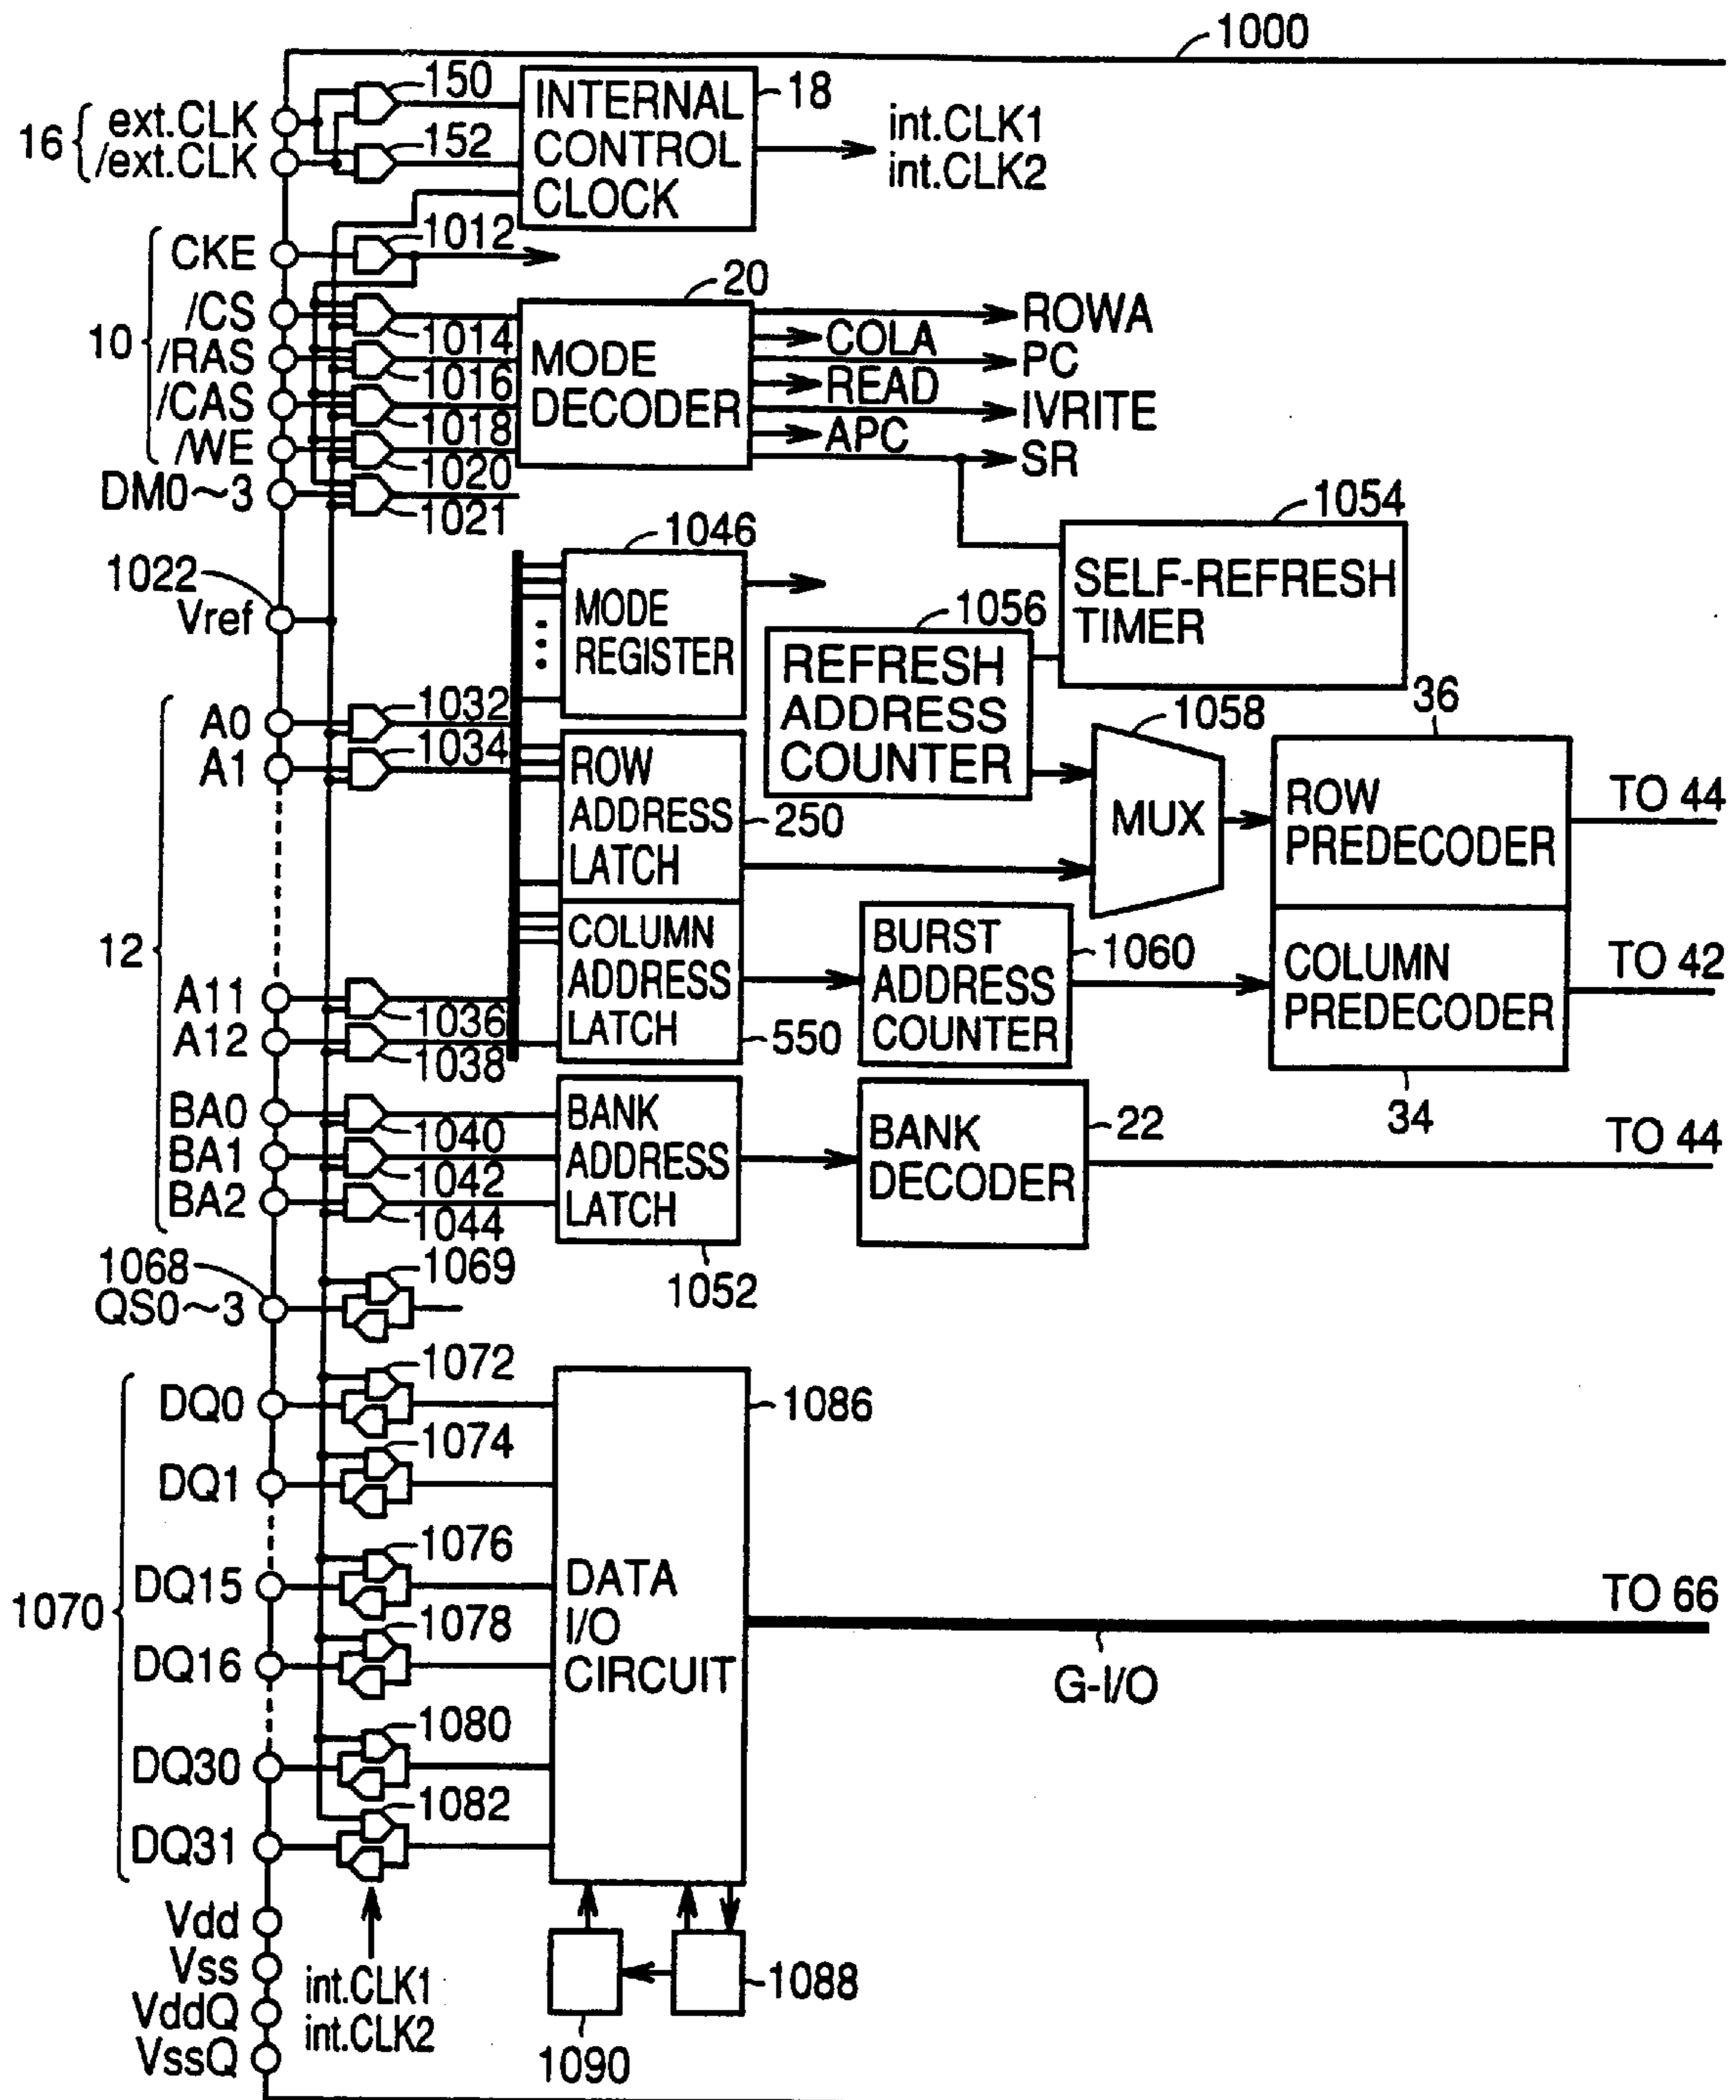 1000
16
ext.CLK
/ext.CLK
150
152
INTERNAL
CONTROL
CLOCK
18
int.CLK1
int.CLK2
10
CKE
1012
/CS
1014
/RAS
1016
/CAS
1018
/WE
1020
DM0~3
1021
20
MODE
DECODER
ROWA
COLA
PC
READ
IVRITE
APC
SR
1054
SELF-REFRESH
TIMER
1022
Vref
1046
MODE
REGISTER
1056
REFRESH
ADDRESS
COUNTER
12
A0
1032
A1
1034
ROW
ADDRESS
LATCH
250
1058
MUX
36
ROW
PREDECODER
TO 44
A11
1036
A12
1038
COLUMN
ADDRESS
LATCH
550
BURST
ADDRESS
COUNTER
1060
COLUMN
PREDECODER
34
TO 42
BA0
1040
BA1
1042
BA2
1044
BANK
ADDRESS
LATCH
1052
BANK
DECODER
22
TO 44
1068
QS0~3
1069
1070
DQ0
1072
DQ1
1074
DQ15
1076
DQ16
1078
DQ30
1080
DQ31
1082
DATA
I/O
CIRCUIT
1086
TO 66
G-I/O
Vdd
Vss
VddQ
VssQ
int.CLK1
int.CLK2
1088
1090